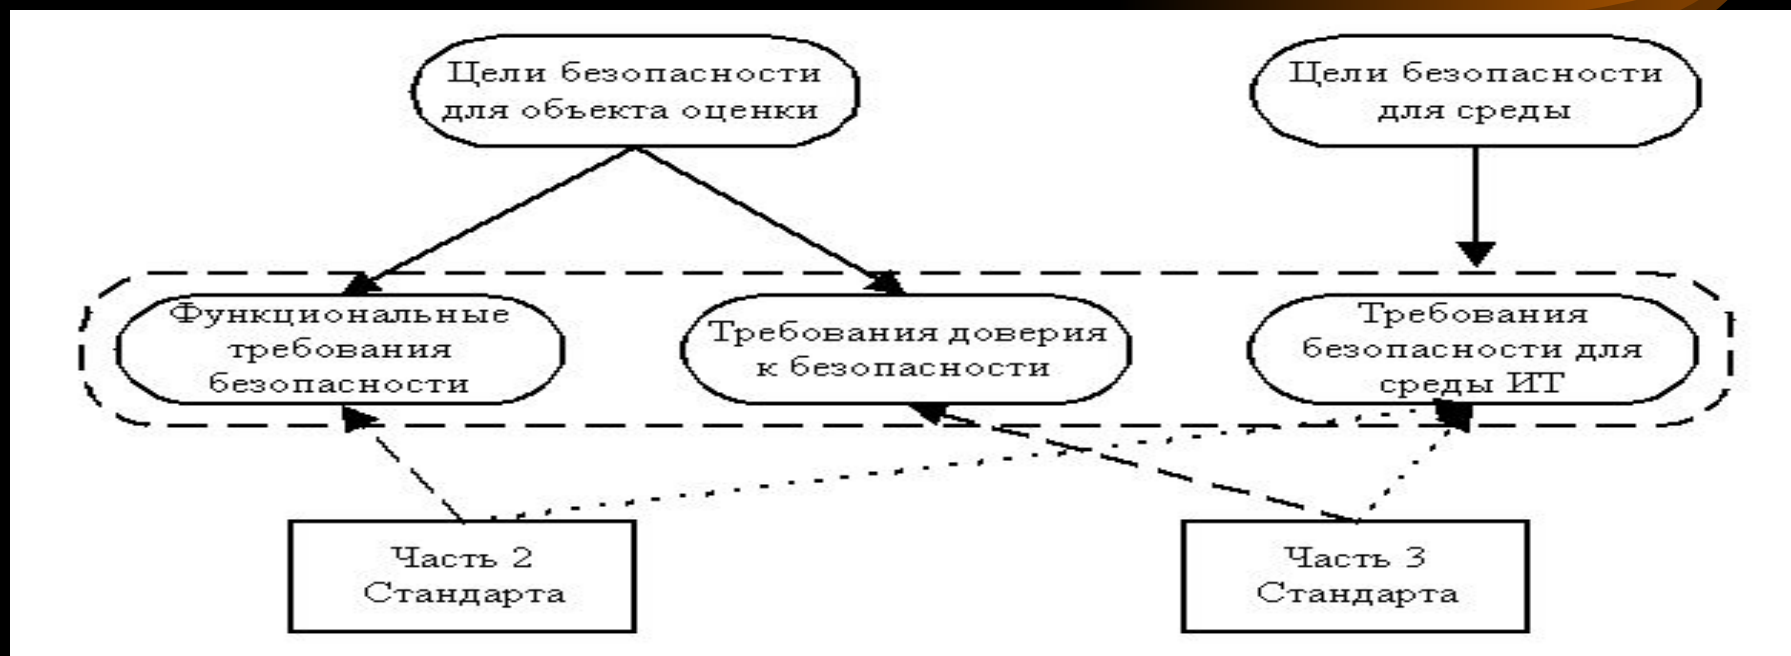 Цели безопасности
для объекта оценки
Цели безопасности
для среды
Функциональные
требования
безопасности
Требования доверия
к безопасности
Требования
безопасности для
среды ИТ
Часть 2
Стандарта
Часть 3
Стандарта